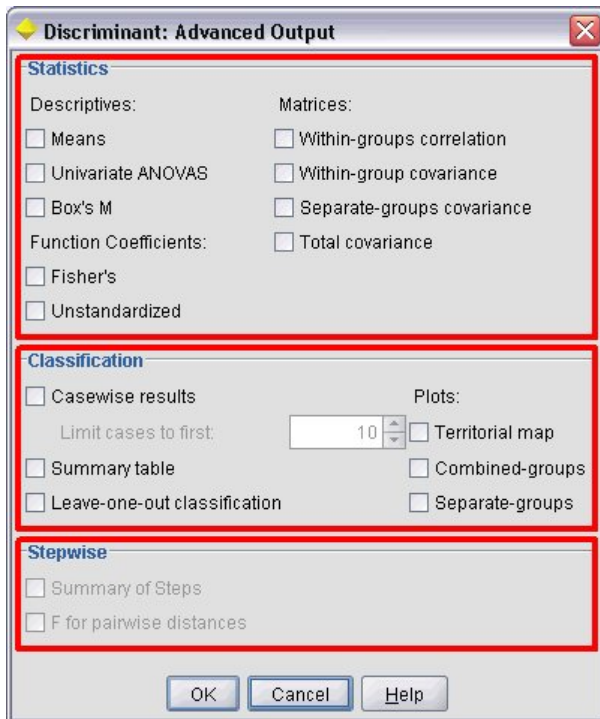 Discriminant: Advanced Output
Statistics
Descriptives:
Means
Univariate ANOVAS
Box's M
Function Coefficients:
Fisher's
Unstandardized
Matrices:
Within-groups correlation
Within-group covariance
Separate-groups covariance
Total covariance
Classification
Casewise results
Limit cases to first: 10
Summary table
Leave-one-out classification
Plots:
Territorial map
Combined-groups
Separate-groups
Stepwise
Summary of Steps
F for pairwise distances
OK Cancel Help